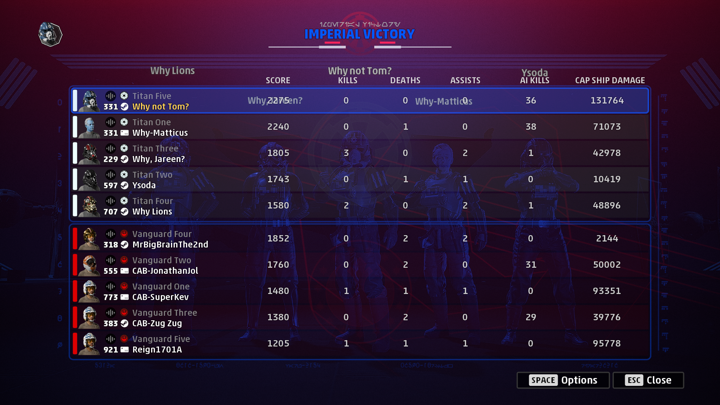 IMPERIAL VICTORY
Why Lions Why not Tom? Ysoda
SCORE KILLS DEATHS ASSISTS AI KILLS CAP SHIP DAMAGE
Why, Jareen? Why-Matticus
Titan Five
331 Why not Tom? 2275 0 0 0 36 131764
Titan One
331 Why-Matticus 2240 0 1 0 38 71073
Titan Three
229 Why, Jareen? 1805 3 0 2 1 42978
Titan Two
597 Ysoda 1743 0 1 1 0 10419
Titan Four
707 Why Lions 1580 2 0 2 1 48896
Vanguard Four
318 MrBigBrainThe2nd 1852 0 2 2 0 2144
Vanguard Two
555 CAB-JonathanJol 1760 0 2 0 31 50002
Vanguard One
773 CAB-SuperKev 1480 1 1 1 0 93351
Vanguard Three
383 CAB-Zug Zug 1380 0 2 0 29 39776
Vanguard Five
921 Reign1701A 1205 1 1 1 0 95778
SPACE Options ESC Close